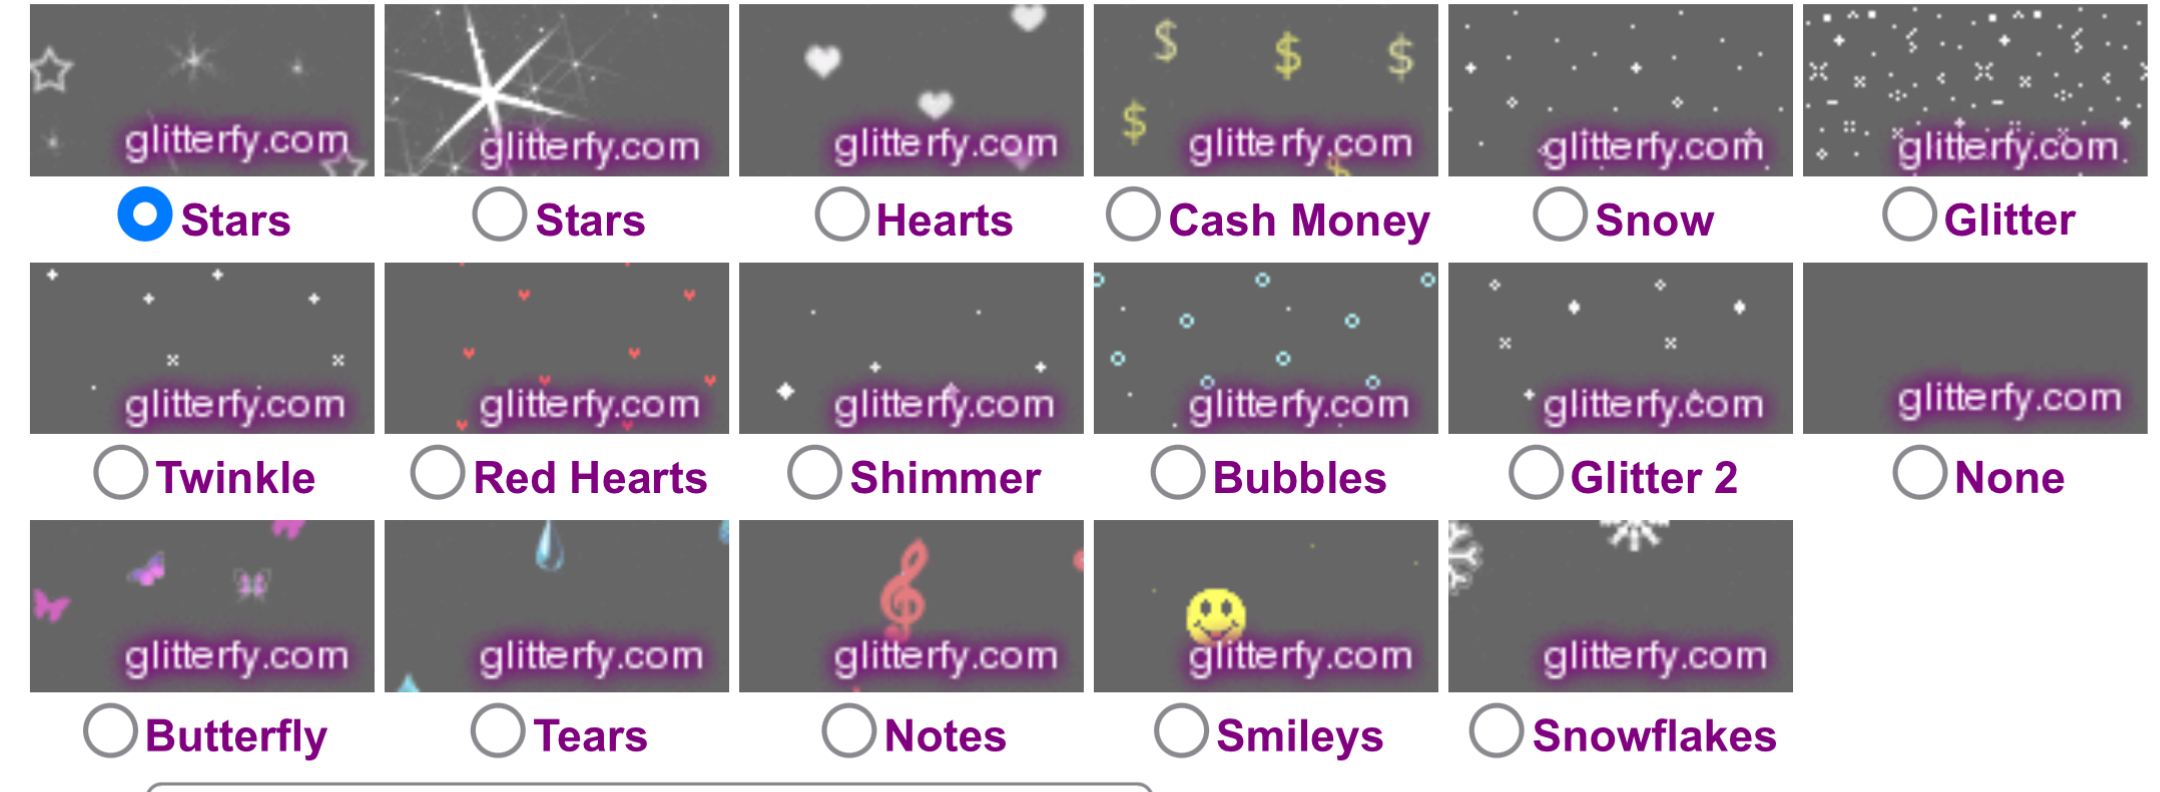 glitterfy.com glitterfy.com glitterfy.com glitterfy.com glitterfy.com glitterfy.com
Stars Stars Hearts Cash Money Snow Glitter
glitterfy.com glitterfy.com glitterfy.com glitterfy.com glitterfy.com glitterfy.com
Twinkle Red Hearts Shimmer Bubbles Glitter 2 None
glitterfy.com glitterfy.com glitterfy.com glitterfy.com glitterfy.com
Butterfly Tears Notes Smileys Snowflakes